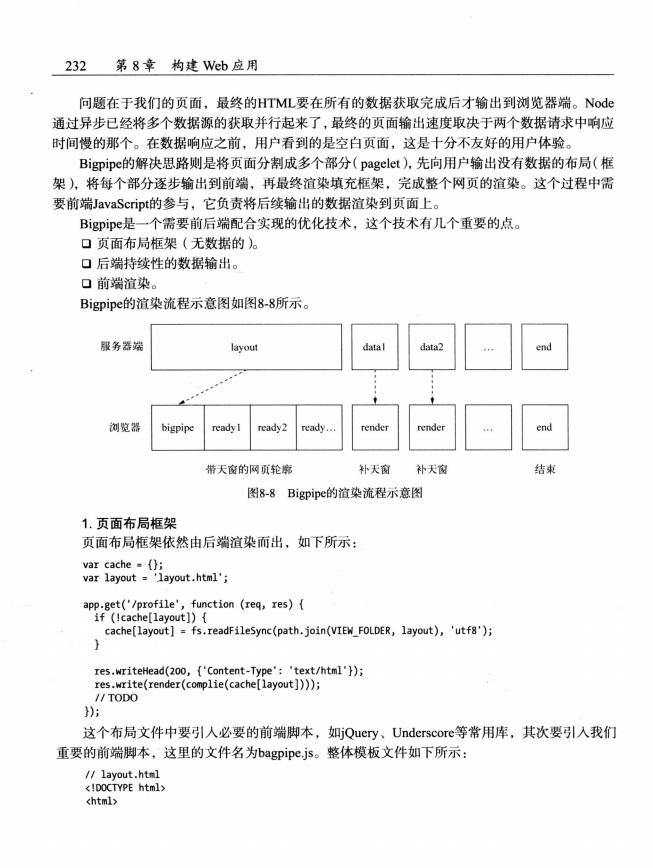 232 第 8 章 构建 Web 应用
问题在于我们的页面，最终的HTML要在所有的数据获取完成后才输出到浏览器端。Node
通过异步已经将多个数据源的获取并行起来了，最终的页面输出速度取决于两个数据请求中响应
时间慢的那个。在数据响应之前，用户看到的是空白页面，这是十分不友好的用户体验。
Bigpipe的解决思路则是将页面分割成多个部分（pagelet），先向用户输出没有数据的布局（框
架），将每个部分逐步输出到前端，再最终渲染填充框架，完成整个网页的渲染。这个过程中需
要前端JavaScript的参与，它负责将后续输出的数据渲染到页面上。
Bigpipe是一个需要前后端配合实现的优化技术，这个技术有几个重要的点。
❑ 页面布局框架（无数据的）。
❑ 后端持续性的数据输出。
❑ 前端渲染。
Bigpipe的渲染流程示意图如图8-8所示。
服务器端 layout data1 data2 … end
浏览器 bigpipe ready1 ready2 ready… render render … end
带天窗的网页轮廓 补天窗 补天窗 结束
图8-8 Bigpipe的渲染流程示意图
1. 页面布局框架
页面布局框架依然由后端渲染而出，如下所示：
var cache = {};
var layout = 'layout.html';
app.get('/profile', function (req, res) {
if (!cache[layout]) {
cache[layout] = fs.readFileSync(path.join(VIEW_FOLDER, layout), 'utf8');
}
res.writeHead(200, {'Content-Type': 'text/html'});
res.write(render(complie(cache[layout])));
// TODO
});
这个布局文件中要引入必要的前端脚本，如jQuery、Underscore等常用库，其次要引入我们
重要的前端脚本，这里的文件名为bagpipe.js。整体模板文件如下所示：
// layout.html
<!DOCTYPE html>
<html>